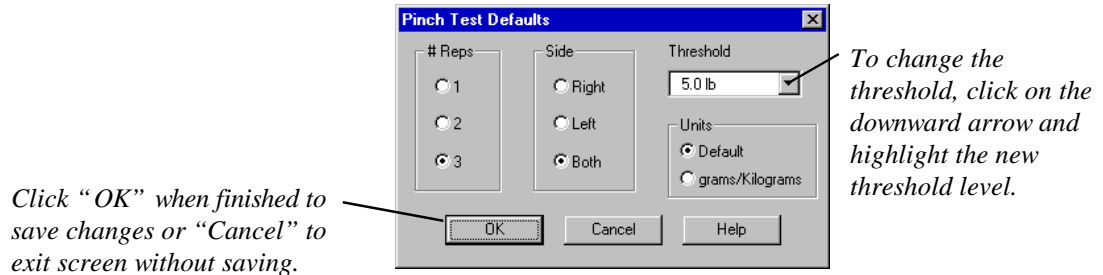 Pinch Test Defaults
# Reps
1
2
3
Side
Right
Left
Both
Threshold
5.0 lb
Units
Default
grams/Kilograms
OK
Cancel
Help
To change the
threshold, click on the
downward arrow and
highlight the new
threshold level.
Click “OK” when finished to
save changes or “Cancel” to
exit screen without saving.